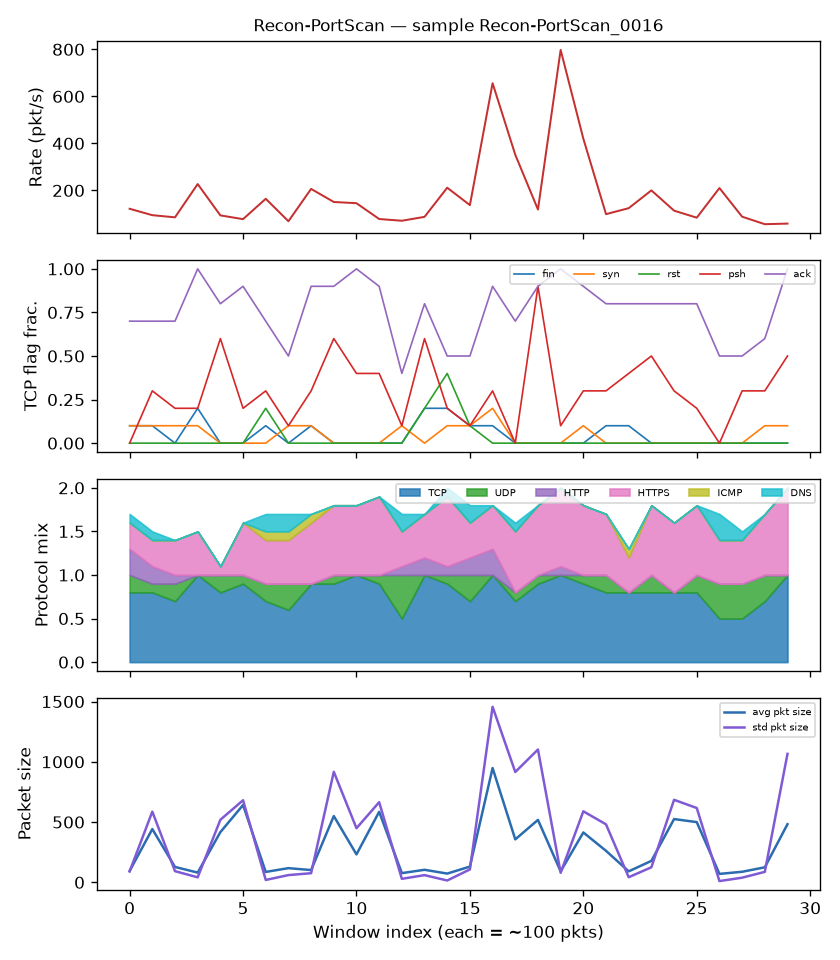 Recon-PortScan — sample Recon-PortScan_0016
Rate (pkt/s)
800
600
400
200
TCP flag frac.
1.00
0.75
0.50
0.25
0.00
fin syn rst psh ack
Protocol mix
2.0
1.5
1.0
0.5
0.0
TCP UDP HTTP HTTPS ICMP DNS
Packet size
1500
1000
500
0
avg pkt size
std pkt size
0 5 10 15 20 25 30
Window index (each = ~100 pkts)